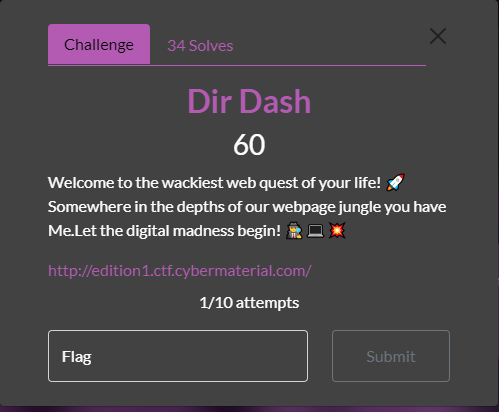 Challenge
34 Solves
Dir Dash
60
Welcome to the wackiest web quest of your life! 🚀
Somewhere in the depths of our webpage jungle you have
Me.Let the digital madness begin! 🕵️💻💥
http://edition1.ctf.cybermaterial.com/
1/10 attempts
Flag
Submit